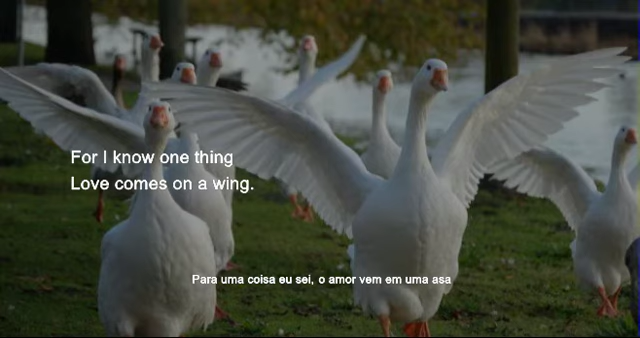 For I know one thing
Love comes on a wing.
Para uma coisa eu sei, o amor vem em uma asa